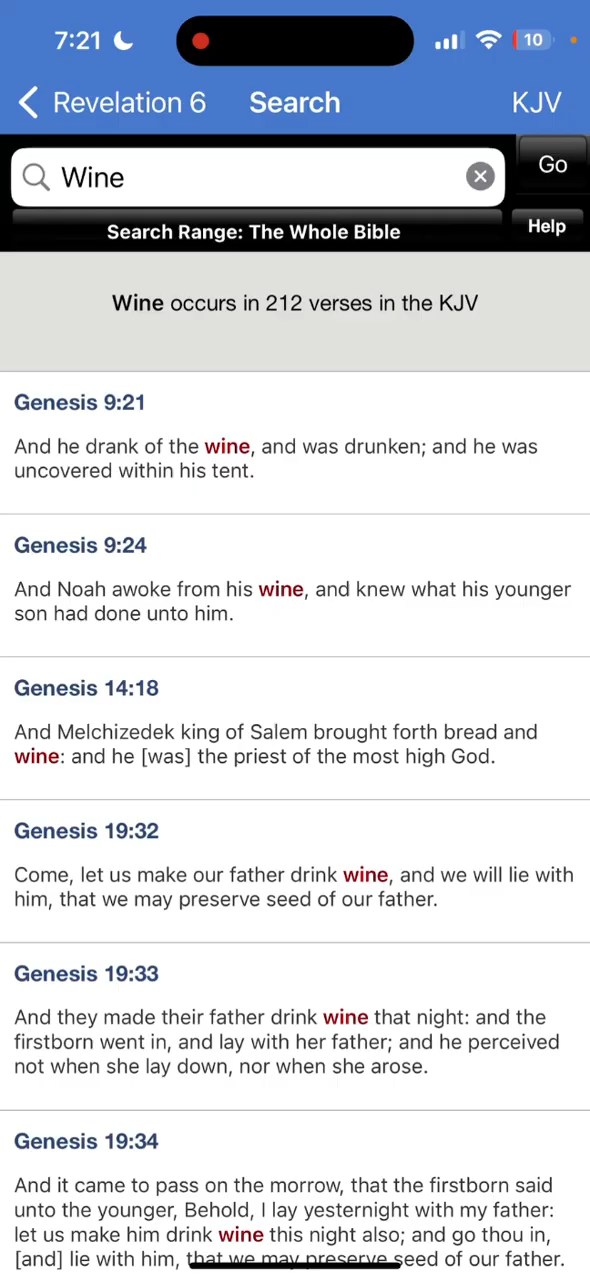 7:21
10
Revelation 6 Search KJV
Wine
Go
Search Range: The Whole Bible
Help
Wine occurs in 212 verses in the KJV
Genesis 9:21
And he drank of the wine, and was drunken; and he was
uncovered within his tent.
Genesis 9:24
And Noah awoke from his wine, and knew what his younger
son had done unto him.
Genesis 14:18
And Melchizedek king of Salem brought forth bread and
wine: and he [was] the priest of the most high God.
Genesis 19:32
Come, let us make our father drink wine, and we will lie with
him, that we may preserve seed of our father.
Genesis 19:33
And they made their father drink wine that night: and the
firstborn went in, and lay with her father; and he perceived
not when she lay down, nor when she arose.
Genesis 19:34
And it came to pass on the morrow, that the firstborn said
unto the younger, Behold, I lay yesternight with my father:
let us make him drink wine this night also; and go thou in,
[and] lie with him, that we may preserve seed of our father.